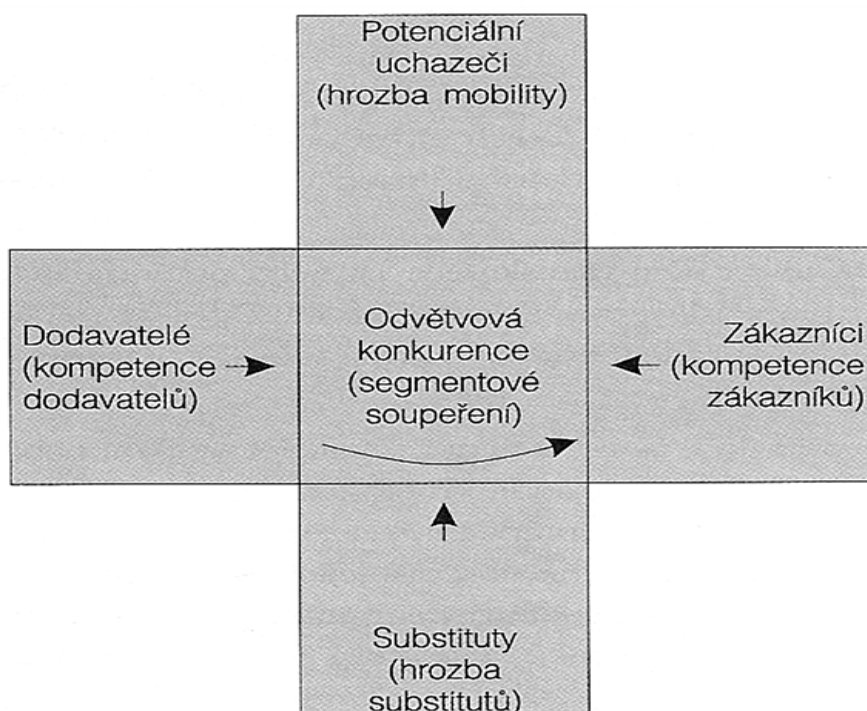 Potenciální
uchazeči
(hrozba mobility)
Dodavatelé
(kompetence
dodavatelů)
Odvětvová
konkurence
(segmentové
soupeření)
Zákazníci
(kompetence
zákazníků)
Substituty
(hrozba
substitutů)